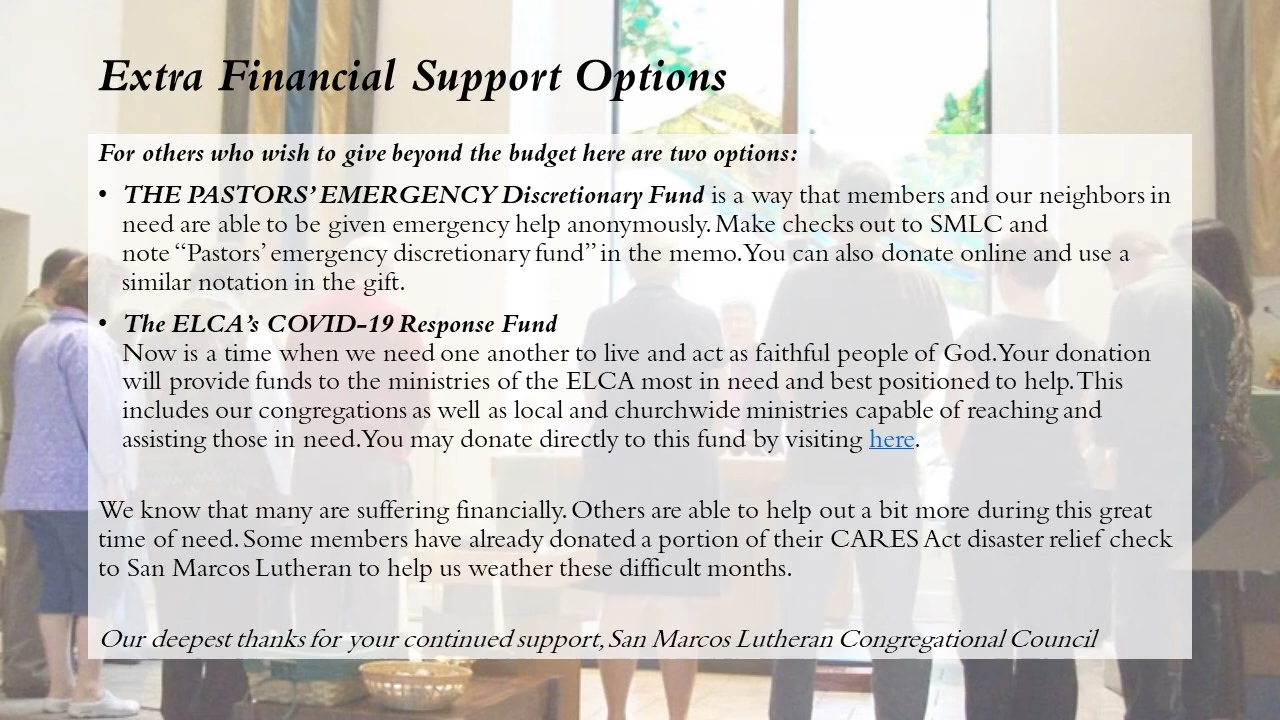 Extra Financial Support Options
For others who wish to give beyond the budget here are two options:
• THE PASTORS’ EMERGENCY Discretionary Fund is a way that members and our neighbors in
need are able to be given emergency help anonymously. Make checks out to SMLC and
note “Pastors’ emergency discretionary fund” in the memo. You can also donate online and use a
similar notation in the gift.
• The ELCA’s COVID-19 Response Fund
Now is a time when we need one another to live and act as faithful people of God. Your donation
will provide funds to the ministries of the ELCA most in need and best positioned to help. This
includes our congregations as well as local and churchwide ministries capable of reaching and
assisting those in need. You may donate directly to this fund by visiting here.
We know that many are suffering financially. Others are able to help out a bit more during this great
time of need. Some members have already donated a portion of their CARES Act disaster relief check
to San Marcos Lutheran to help us weather these difficult months.
Our deepest thanks for your continued support, San Marcos Lutheran Congregational Council